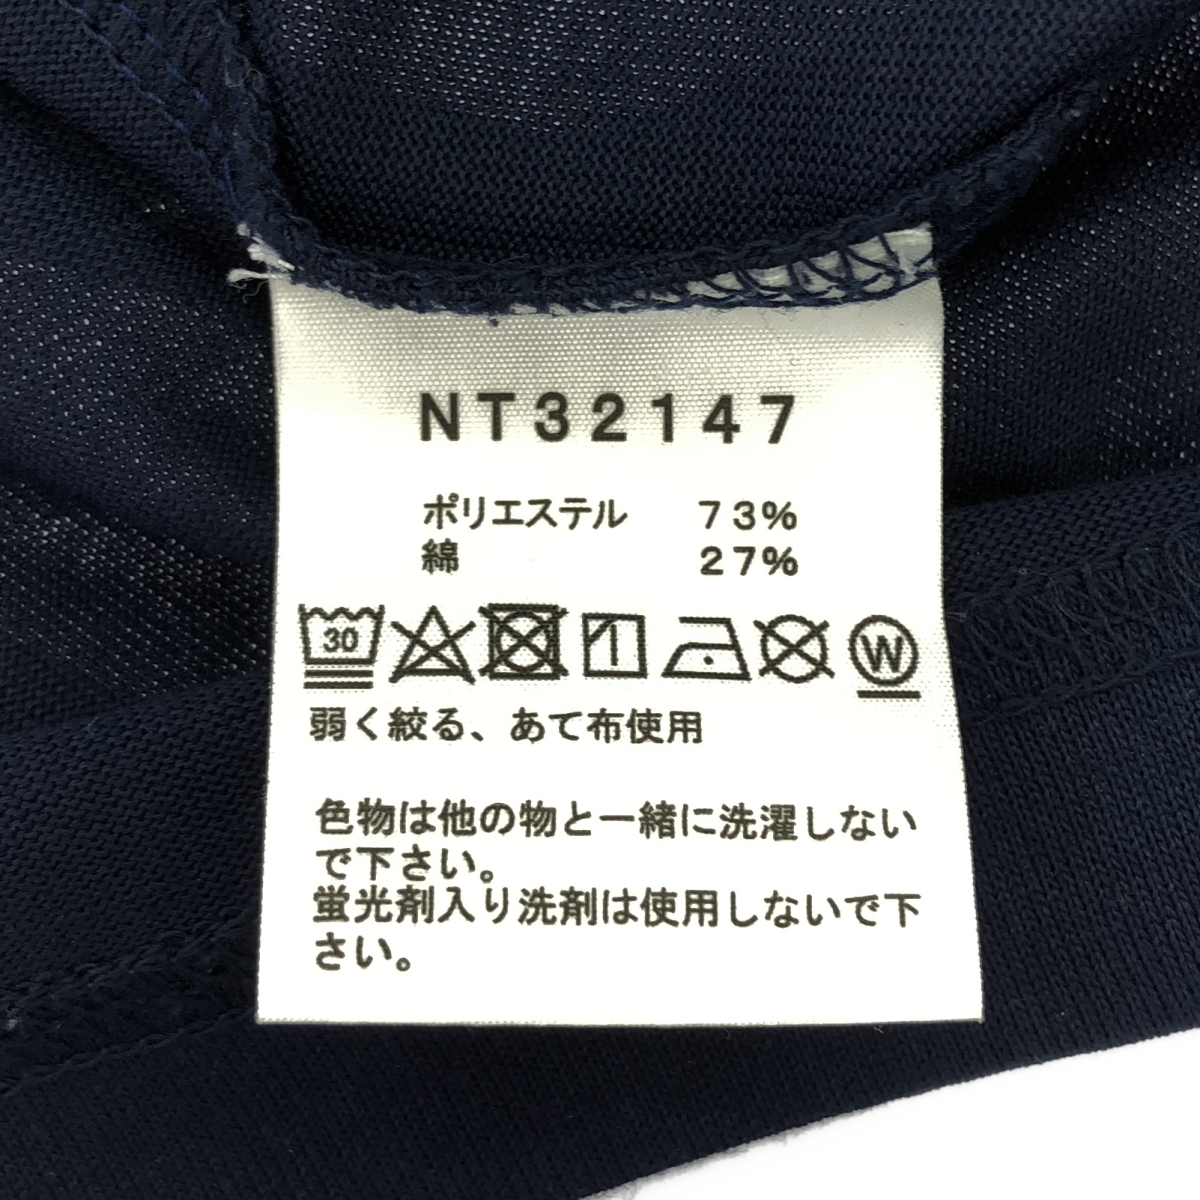 NT32147
ポリエステル 73%
綿 27%
30
W
弱く絞る、あて布使用
色物は他の物と一緒に洗濯しない
で下さい。
蛍光剤入り洗剤は使用しないで下
さい。